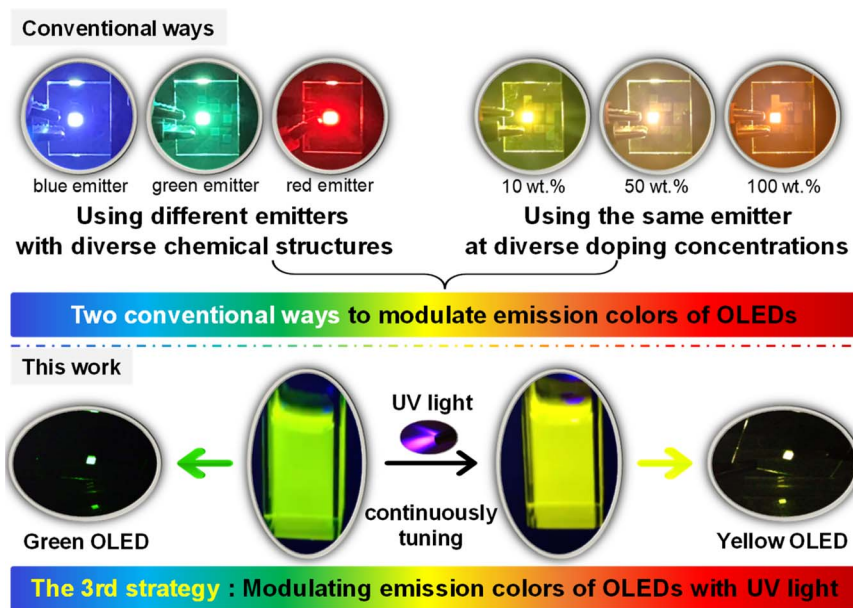 Conventional ways
blue emitter green emitter red emitter
10 wt.% 50 wt.% 100 wt.%
Using different emitters
with diverse chemical structures
Using the same emitter
at diverse doping concentrations
Two conventional ways to modulate emission colors of OLEDs
This work
UV light
continuously
tuning
Green OLED
Yellow OLED
The 3rd strategy : Modulating emission colors of OLEDs with UV light